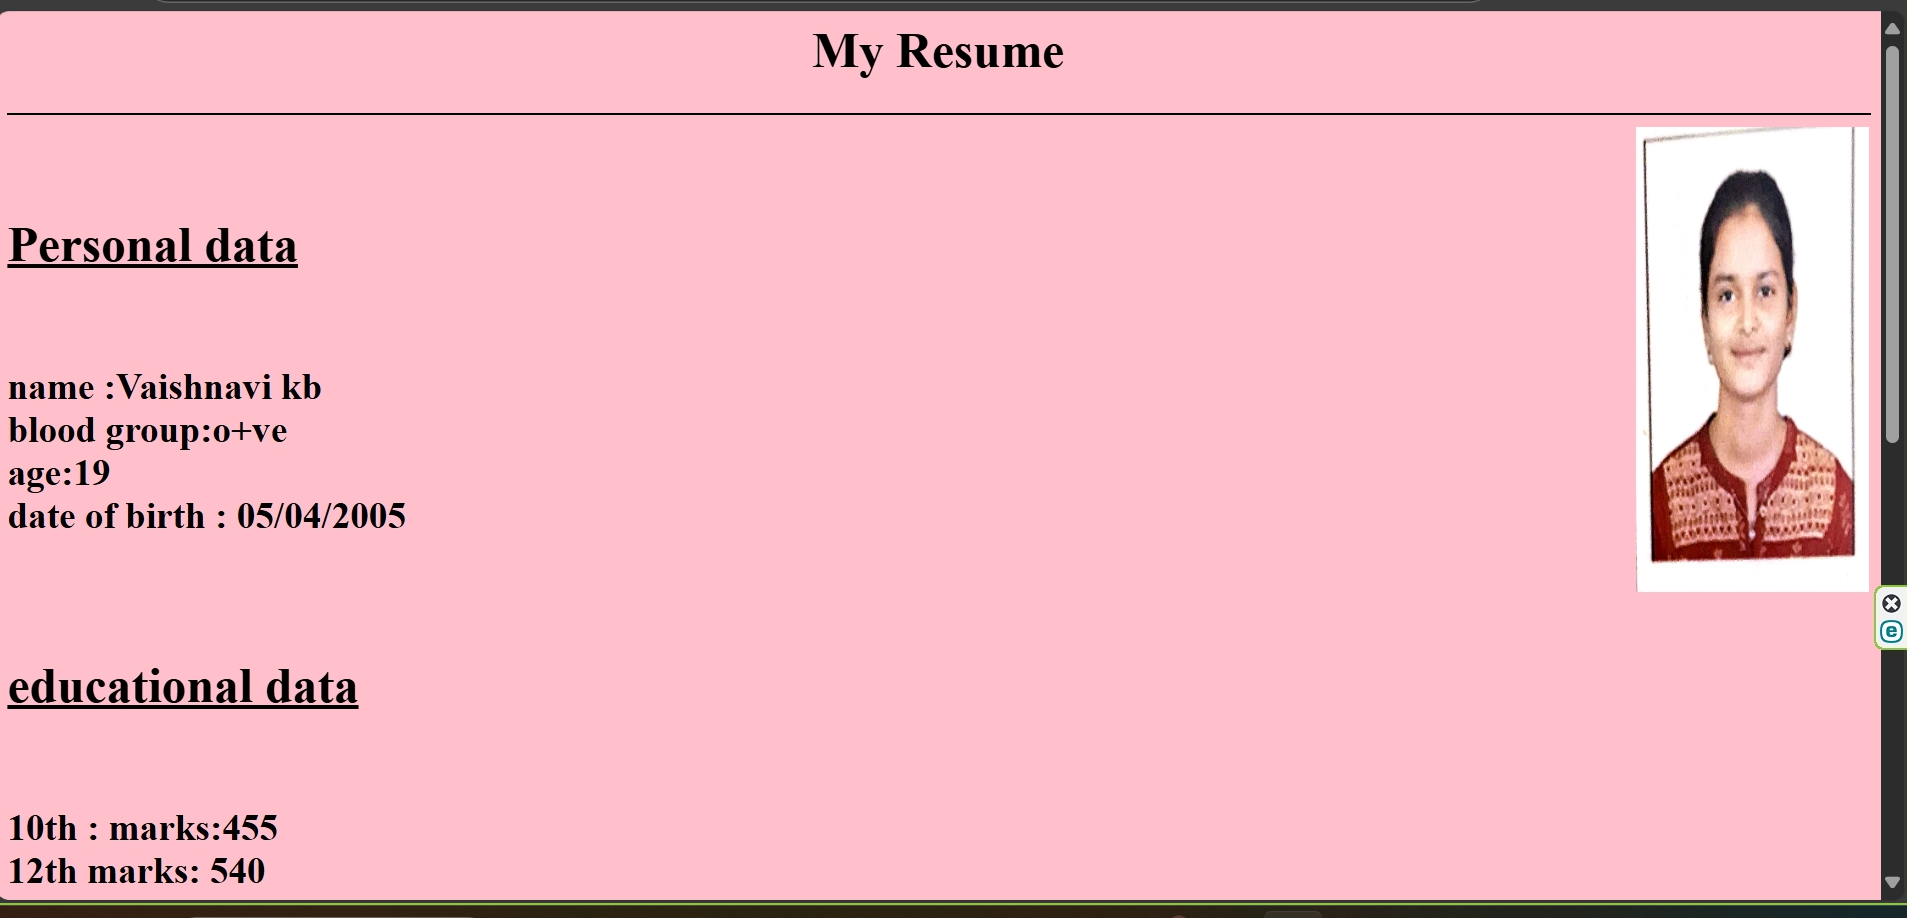 My Resume
Personal data
name :Vaishnavi kb
blood group:o+ve
age:19
date of birth : 05/04/2005
educational data
10th : marks:455
12th marks: 540
e